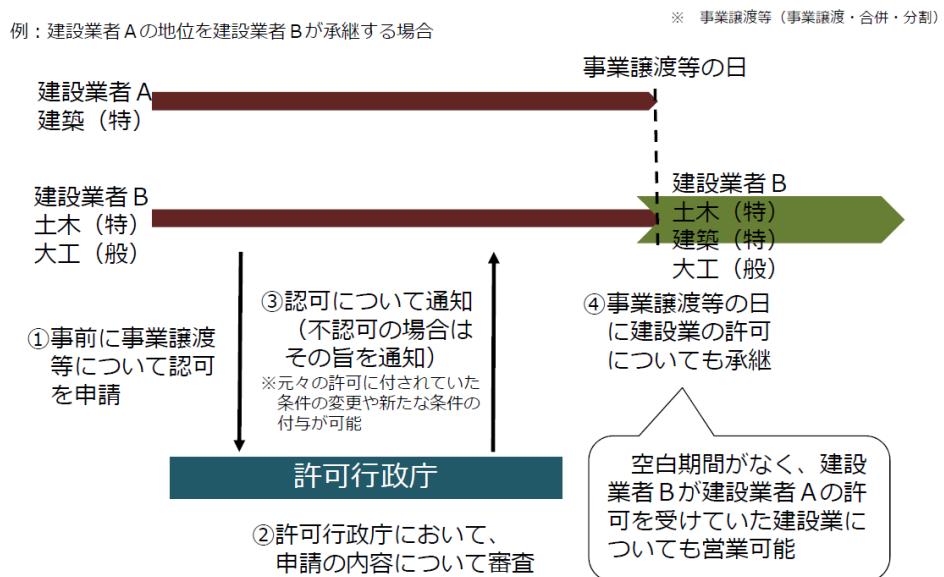 ※　事業譲渡等（事業譲渡・合併・分割）
例：建設業者Ａの地位を建設業者Ｂが承継する場合
事業譲渡等の日
建設業者Ａ
建築（特）
建設業者Ｂ
土木（特）
大工（般）
建設業者Ｂ
土木（特）
建築（特）
大工（般）
①事前に事業譲渡
等について認可
を申請
③認可について通知
（不認可の場合は
その旨を通知）
※元々の許可に付されていた
条件の変更や新たな条件の
付与が可能
④事業譲渡等の日
に建設業の許可
についても承継
許可行政庁
②許可行政庁において、
申請の内容について審査
空白期間がなく、建設
業者Ｂが建設業者Ａの許
可を受けていた建設業に
ついても営業可能